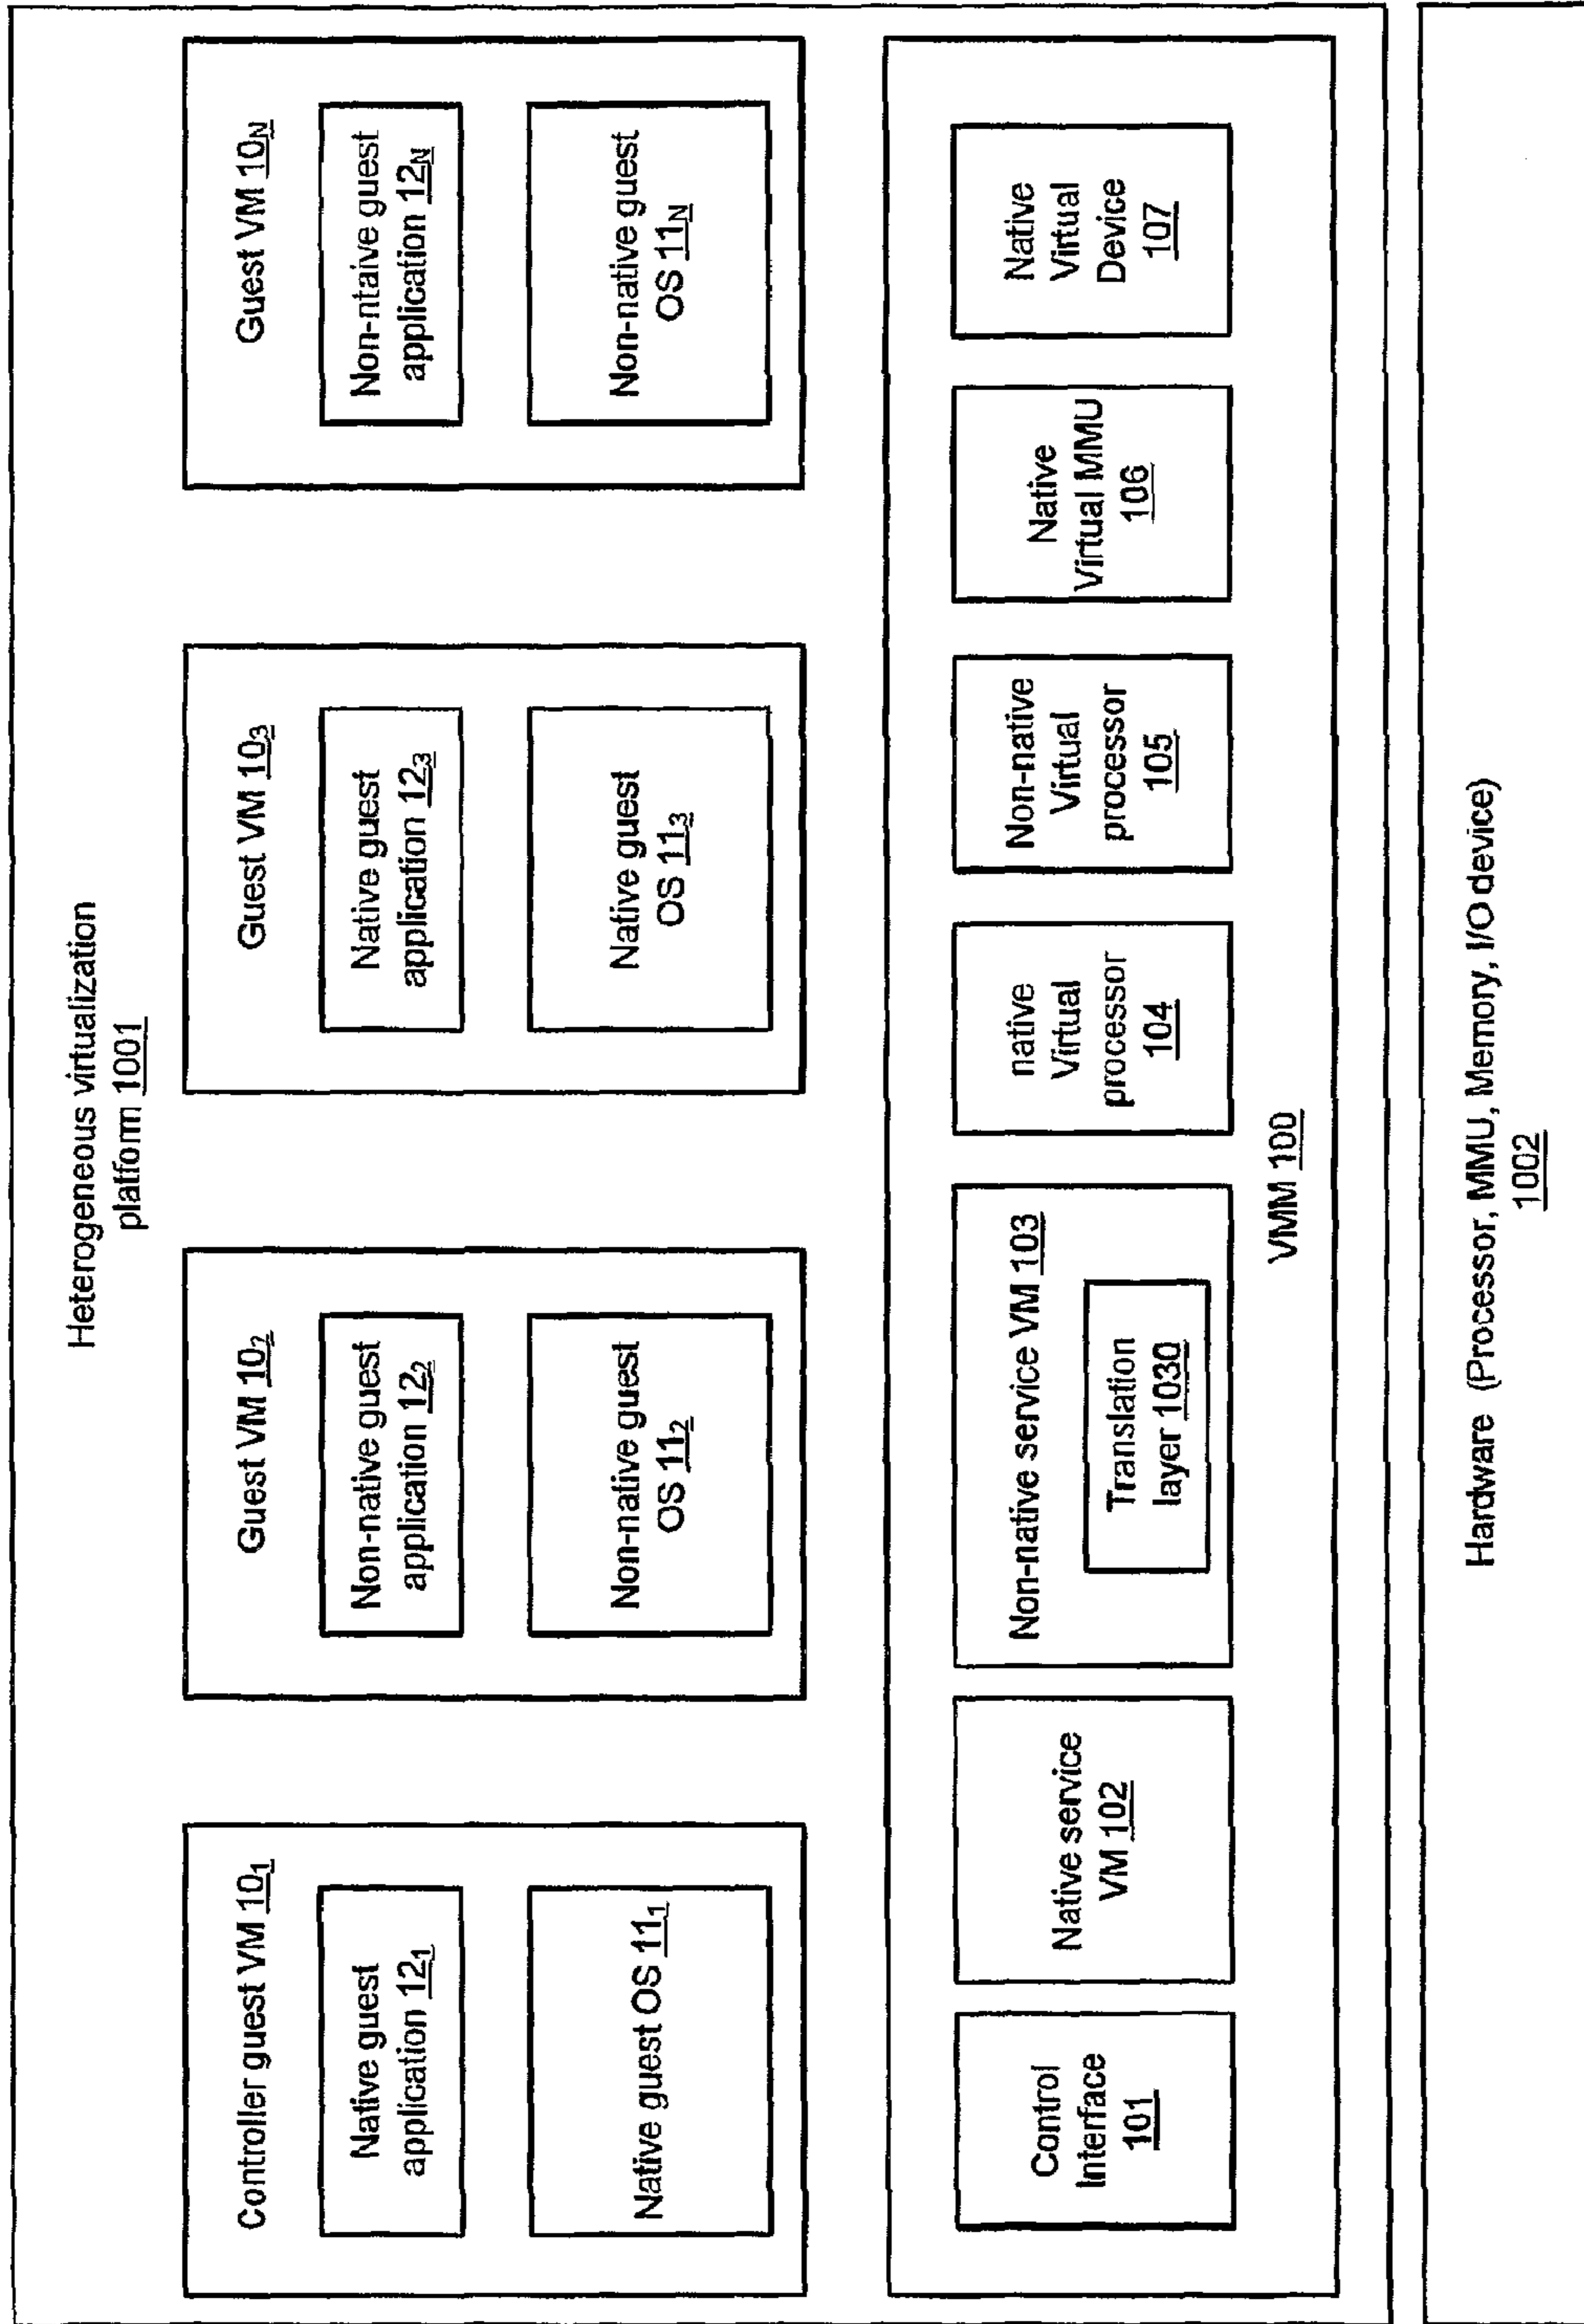 Heterogeneous virtualization
platform 1001
Controller guest VM 10₁
Native guest
application 12₁
Native guest OS 11₁
Guest VM 10₂
Non-native guest
application 12₂
Non-native guest
OS 11₂
Guest VM 10₃
Native guest
application 12₃
Native guest
OS 11₃
Guest VM 10N
Non-ntaive guest
application 12N
Non-native guest
OS 11N
Control
Interface
101
Native service
VM 102
Non-native service VM 103
Translation
layer 1030
native
Virtual
processor
104
Non-native
Virtual
processor
105
Native
Virtual MMU
106
Native
Virtual
Device
107
VMM 100
Hardware (Processor, MMU, Memory, I/O device)
1002